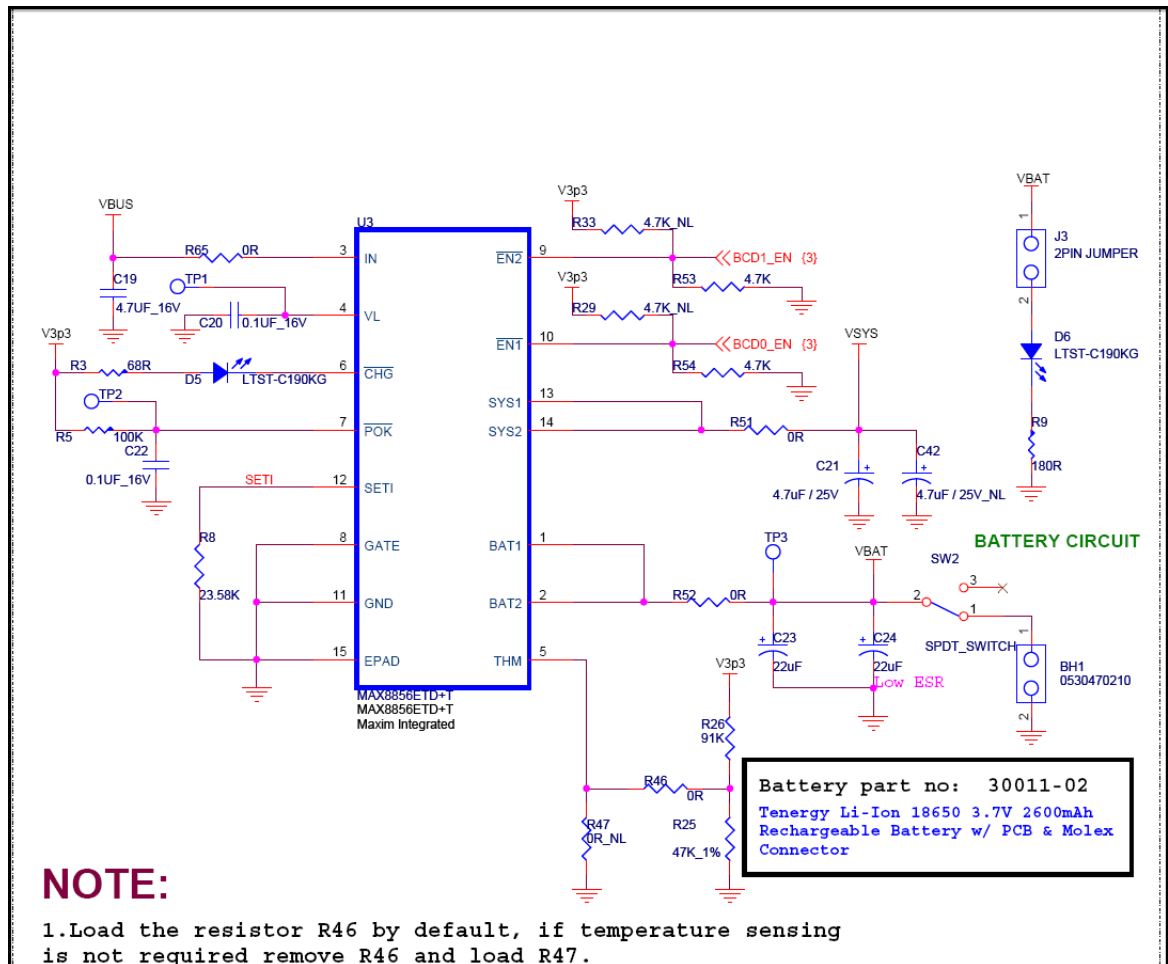 VBUS
R65
0R
C19
4.7UF_16V
TP1
C20
0.1UF_16V
V3p3
R3
68R
D5
LTST-C190KG
TP2
R5
100K
C22
0.1UF_16V
SETI
R8
23.58K
U3
3
IN
4
VL
6
CHG
7
POK
12
SETI
8
GATE
11
GND
15
EPAD
EN2
9
EN1
10
SYS1
13
SYS2
14
BAT1
1
BAT2
2
THM
5
MAX8856ETD+T
MAX8856ETD+T
Maxim Integrated
V3p3
R33
4.7K_NL
BCD1_EN {3}
R53
4.7K
V3p3
R29
4.7K_NL
BCD0_EN {3}
R54
4.7K
VSYS
R51
0R
C21
4.7uF / 25V
C42
4.7uF / 25V_NL
VBAT
1
J3
2PIN JUMPER
2
D6
LTST-C190KG
R9
180R
BATTERY CIRCUIT
TP3
VBAT
SW2
3
2
1
SPDT_SWITCH
R52
0R
C23
22uF
C24
22uF
Low ESR
1
BH1
0530470210
2
V3p3
R26
91K
R46
0R
R47
0R_NL
R25
47K_1%
Battery part no: 30011-02
Tenergy Li-Ion 18650 3.7V 2600mAh
Rechargeable Battery w/ PCB & Molex
Connector
NOTE:
1.Load the resistor R46 by default, if temperature sensing
is not required remove R46 and load R47.